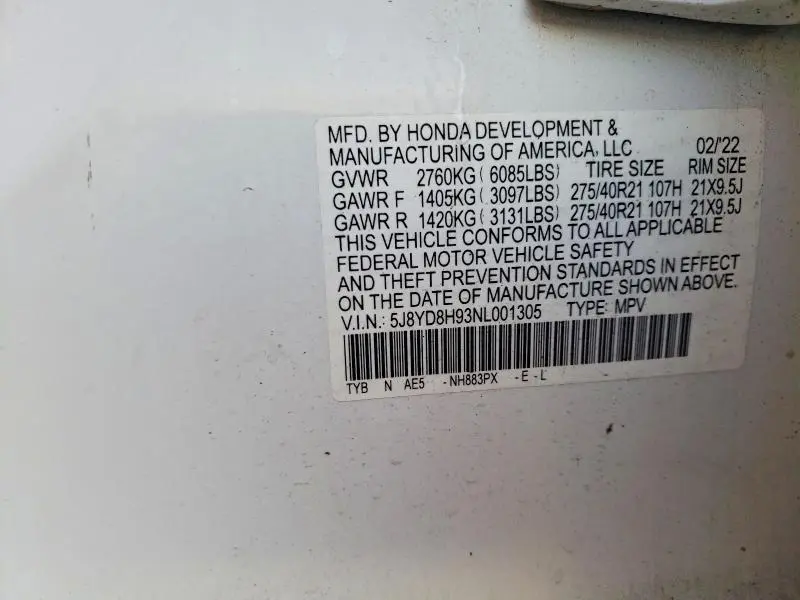 MFD. BY HONDA DEVELOPMENT &
MANUFACTURING OF AMERICA, LLC 02/'22
GVWR 2760KG ( 6085LBS) TIRE SIZE RIM SIZE
GAWR F 1405KG ( 3097LBS) 275/40R21 107H 21X9.5J
GAWR R 1420KG ( 3131LBS) 275/40R21 107H 21X9.5J
THIS VEHICLE CONFORMS TO ALL APPLICABLE
FEDERAL MOTOR VEHICLE SAFETY
AND THEFT PREVENTION STANDARDS IN EFFECT
ON THE DATE OF MANUFACTURE SHOWN ABOVE.
V.I.N.: 5J8YD8H93NL001305 TYPE: MPV
TYB N AE5 -NH883PX -E -L